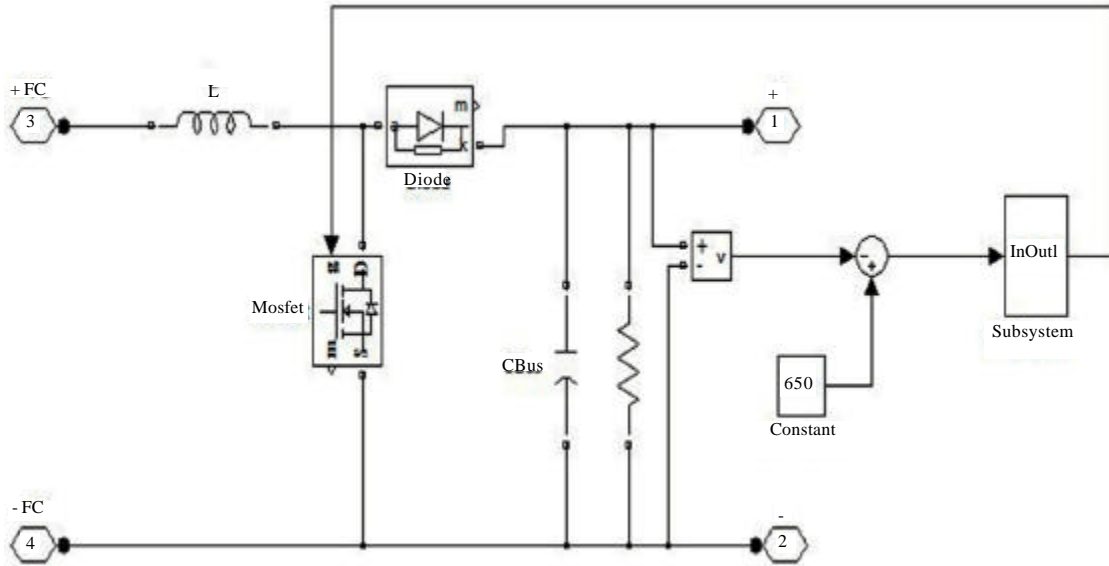 + FC
3
L
m
k
Diode
+
1
g
D
Mosfet
m
S
CBus
+
-
v
-
+
650
Constant
InOutl
Subsystem
- FC
4
-
2